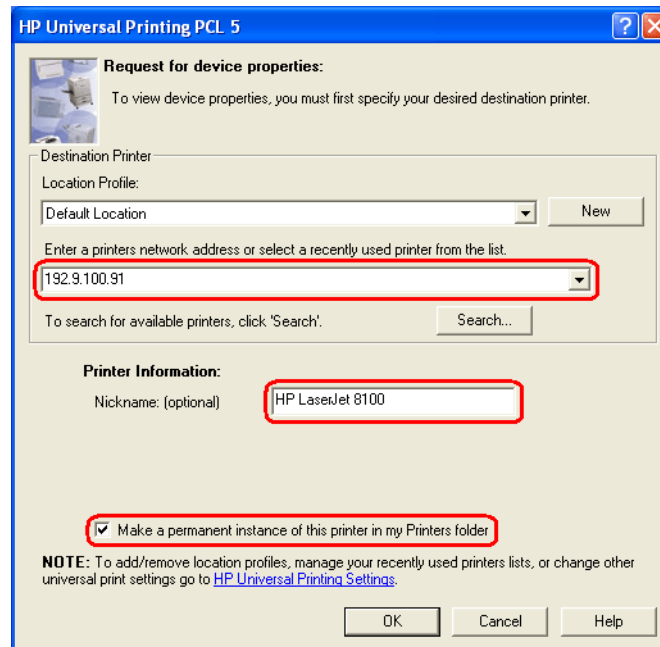 HP Universal Printing PCL 5
Request for device properties:
To view device properties, you must first specify your desired destination printer.
Destination Printer
Location Profile:
Default Location
New
Enter a printers network address or select a recently used printer from the list.
192.9.100.91
To search for available printers, click 'Search'.
Search...
Printer Information:
Nickname: (optional)
HP LaserJet 8100
Make a permanent instance of this printer in my Printers folder
NOTE: To add/remove location profiles, manage your recently used printers lists, or change other
universal print settings go to HP Universal Printing Settings.
OK
Cancel
Help